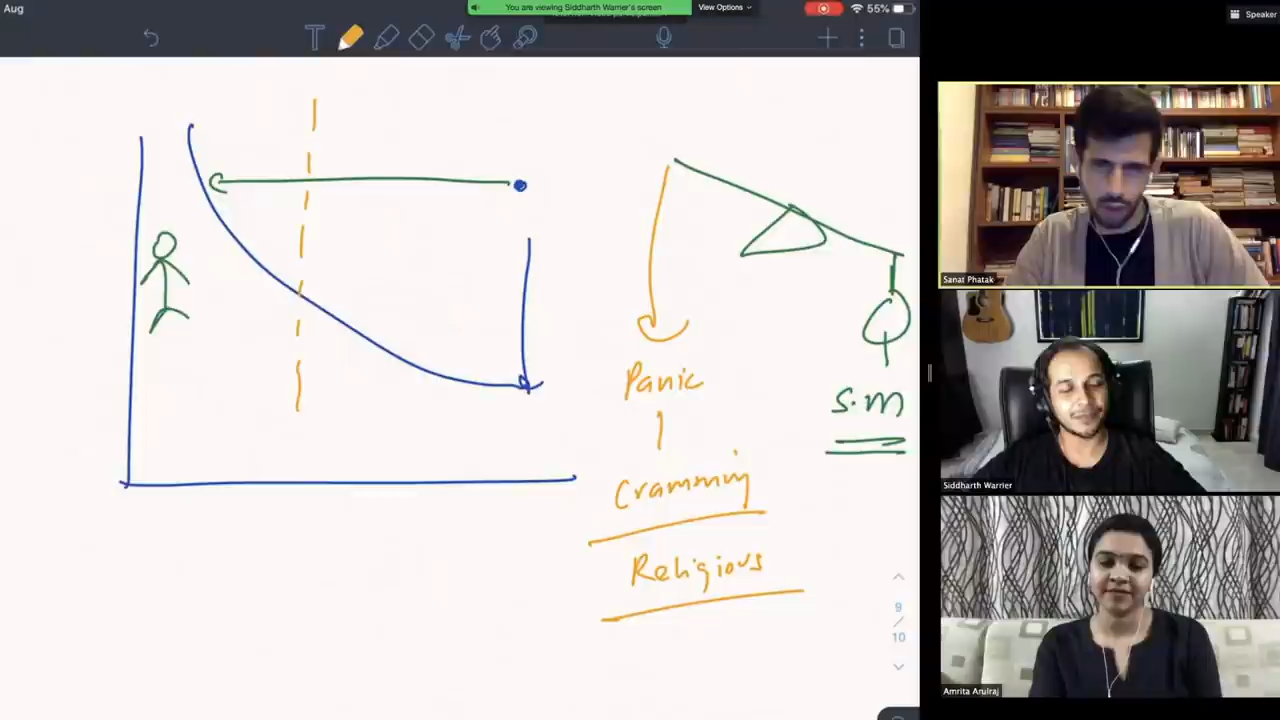 Aug
You are viewing Siddharth Warrier's screen
View Options
55%
Speaker
Panic
Cramming
Religious
S.M
9
/
10
Sanat Phatak
Siddharth Warrier
Amrita Arulraj